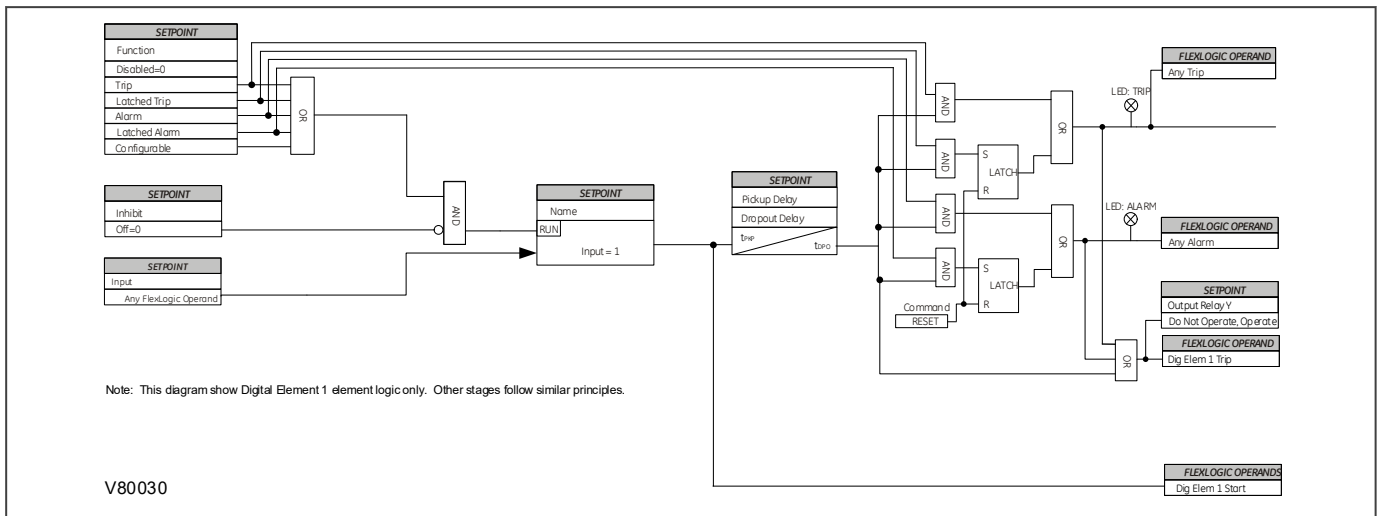 SETPOINT
Function
Disabled=0
Trip
Latched Trip
Alarm
Latched Alarm
Configurable
OR
SETPOINT
Inhibit
Off=0
SETPOINT
Input
Any FlexLogic Operand
AND
SETPOINT
Name
RUN
Input = 1
SETPOINT
Pickup Delay
Dropout Delay
tPKP
tDPO
AND
AND
AND
AND
S
LATCH
R
S
LATCH
R
Command
RESET
OR
OR
OR
LED: TRIP
LED: ALARM
FLEXLOGIC OPERAND
Any Trip
FLEXLOGIC OPERAND
Any Alarm
SETPOINT
Output Relay Y
Do Not Operate, Operate
FLEXLOGIC OPERAND
Dig Elem 1 Trip
FLEXLOGIC OPERANDS
Dig Elem 1 Start
Note: This diagram show Digital Element 1 element logic only. Other stages follow similar principles.
V80030